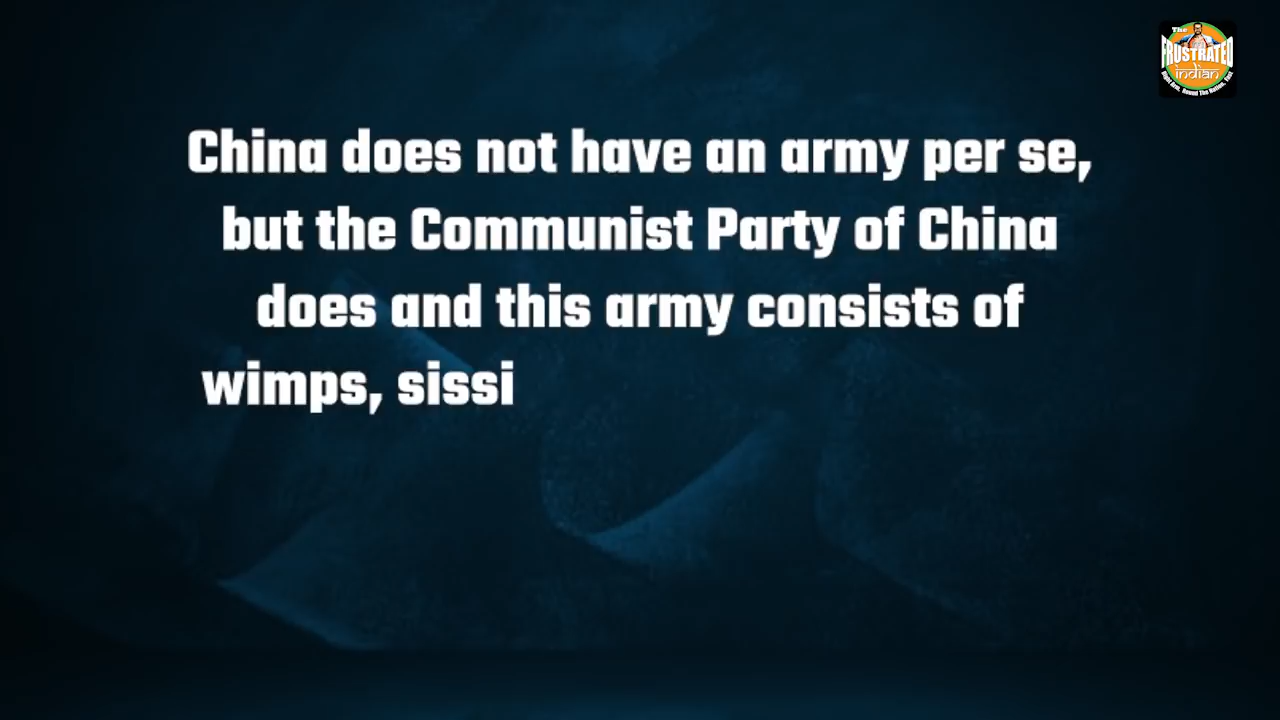 The
FRUSTRATED
indian
China does not have an army per se,
but the Communist Party of China
does and this army consists of
wimps, sissi